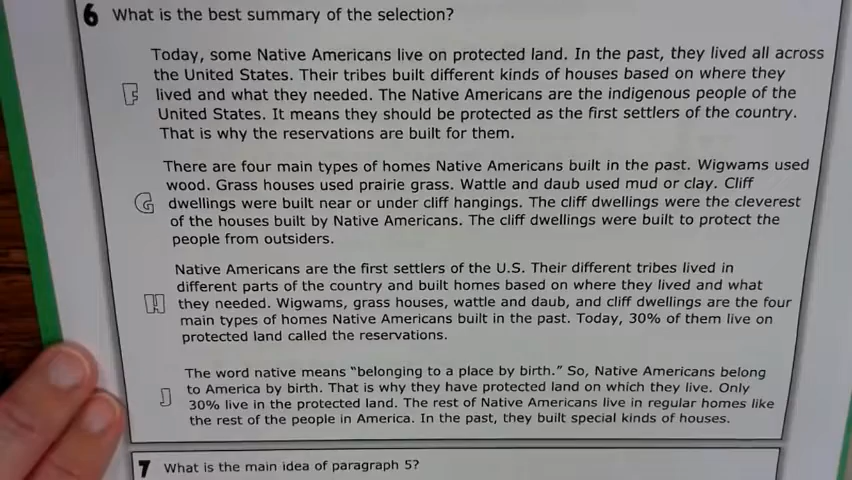 6 What is the best summary of the selection?
Today, some Native Americans live on protected land. In the past, they lived all across
the United States. Their tribes built different kinds of houses based on where they
F lived and what they needed. The Native Americans are the indigenous people of the
United States. It means they should be protected as the first settlers of the country.
That is why the reservations are built for them.
There are four main types of homes Native Americans built in the past. Wigwams used
wood. Grass houses used prairie grass. Wattle and daub used mud or clay. Cliff
G dwellings were built near or under cliff hangings. The cliff dwellings were the cleverest
of the houses built by Native Americans. The cliff dwellings were built to protect the
people from outsiders.
Native Americans are the first settlers of the U.S. Their different tribes lived in
different parts of the country and built homes based on where they lived and what
H they needed. Wigwams, grass houses, wattle and daub, and cliff dwellings are the four
main types of homes Native Americans built in the past. Today, 30% of them live on
protected land called the reservations.
The word native means “belonging to a place by birth.” So, Native Americans belong
to America by birth. That is why they have protected land on which they live. Only
J 30% live in the protected land. The rest of Native Americans live in regular homes like
the rest of the people in America. In the past, they built special kinds of houses.
7 What is the main idea of paragraph 5?